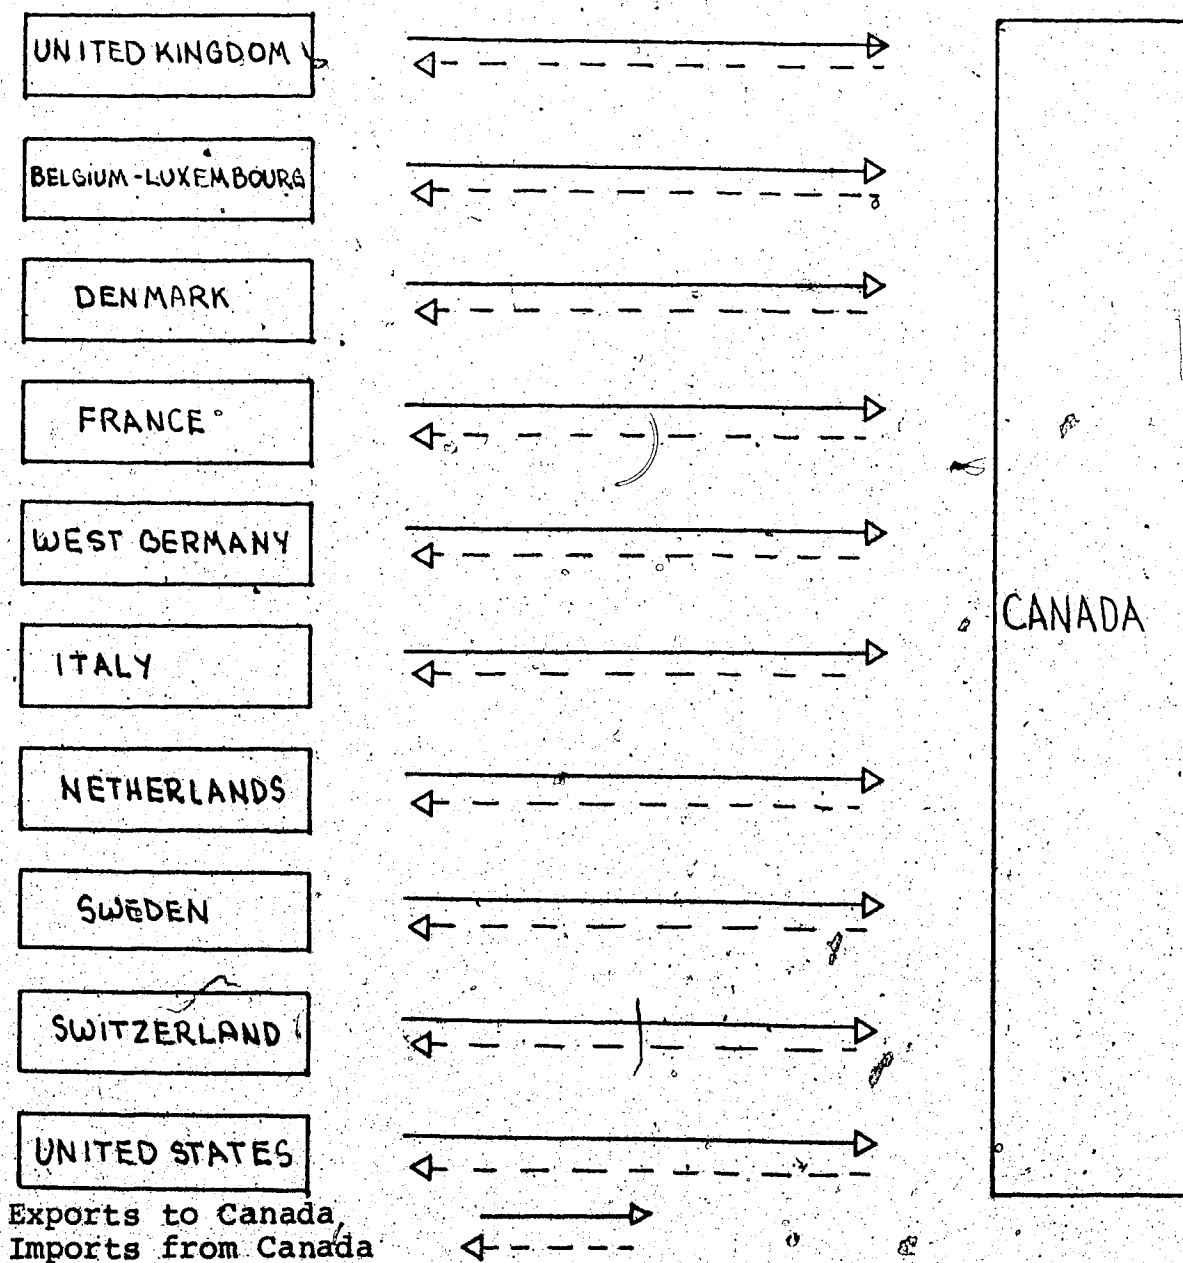 UNITED KINGDOM
BELGIUM-LUXEMBOURG
DENMARK
FRANCE
WEST GERMANY
ITALY
NETHERLANDS
SWEDEN
SWITZERLAND
UNITED STATES
CANADA
Exports to Canada
Imports from Canada